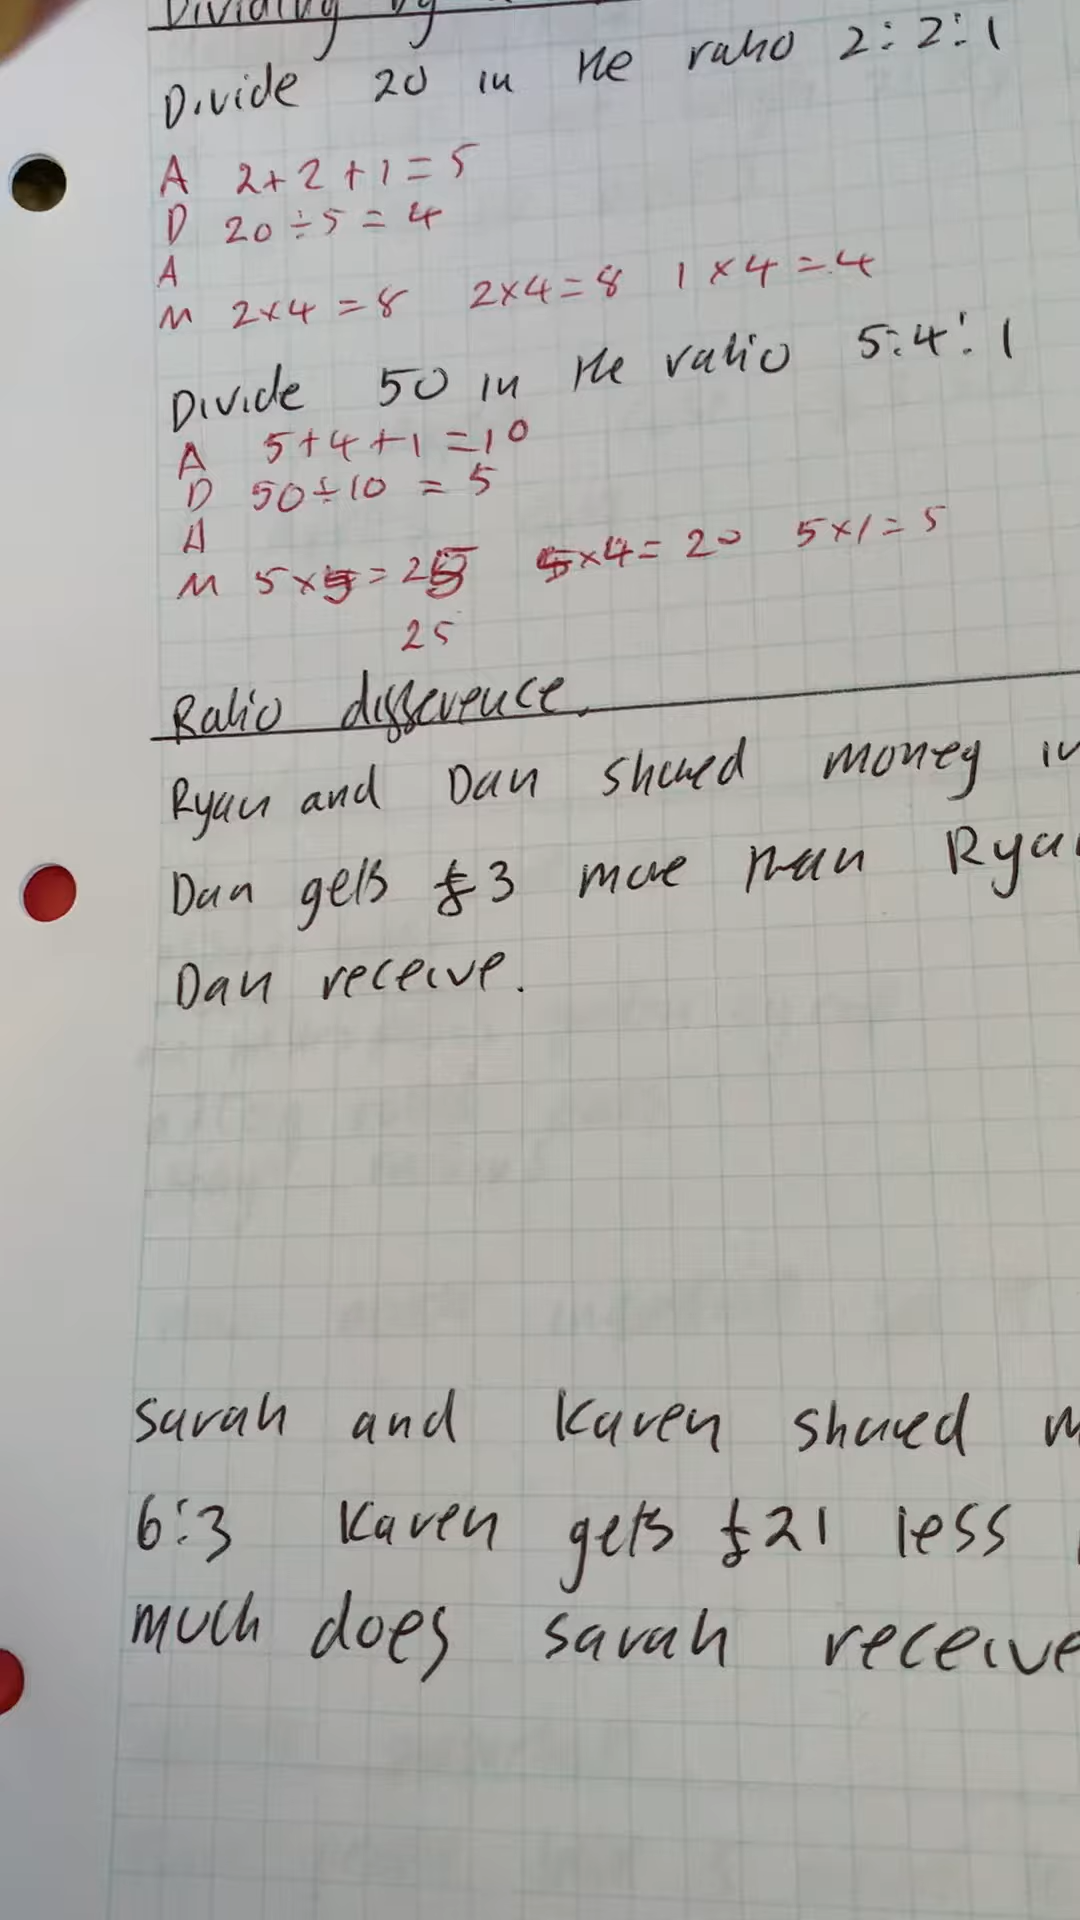 Dividing by
Divide 20 in the ratio 2:2:1
A 2+2+1=5
D 20÷5=4
A
M 2×4=8 2×4=8 1×4=4
Divide 50 in the ratio 5:4:1
A 5+4+1=10
D 50÷10=5
A
M 5×5=25 5×4=20 5×1=5
25
Ratio difference.
Ryan and Dan shared money in
Dan gets £3 more than Ryan
Dan receive.
Sarah and Karen shared
6:3 Karen gets £21 less
much does Sarah receive